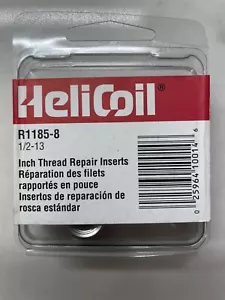 HeliCoil
R1185-8
1/2-13
Inch Thread Repair Inserts
Réparation des filets
rapportés en pouce
Insertos de reparación de
rosca estándar
0 25964 10014 6